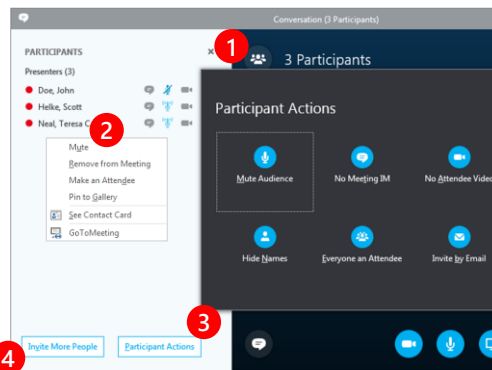 Conversation (3 Participants)
PARTICIPANTS
×
1
3 Participants
Presenters (3)
Doe, John
Helke, Scott
Neal, Teresa
2
Mute
Remove from Meeting
Make an Attendee
Pin to Gallery
See Contact Card
GoToMeeting
Participant Actions
Mute Audience
No Meeting IM
No Attendee Video
Hide Names
Everyone an Attendee
Invite by Email
3
Invite More People
Participant Actions
4